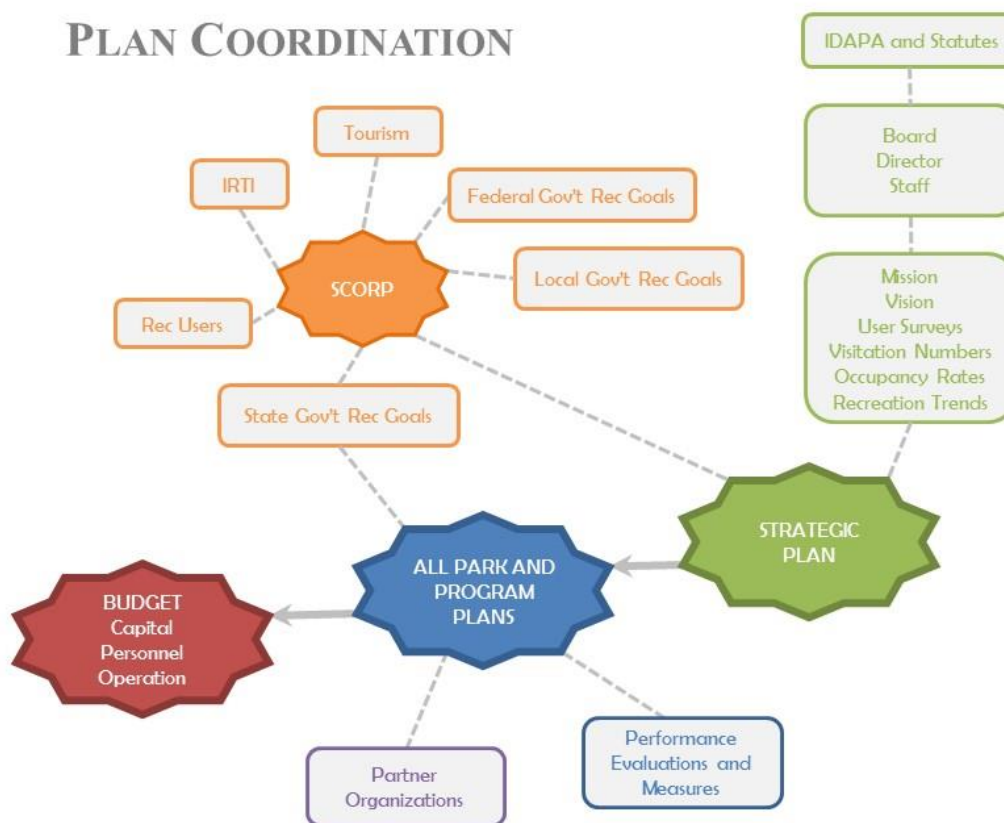 PLAN COORDINATION
IDAPA and Statutes
Tourism
Board
Director
Staff
IRTI
Federal Gov't Rec Goals
SCORP
Local Gov't Rec Goals
Mission
Vision
User Surveys
Visitation Numbers
Occupancy Rates
Recreation Trends
Rec Users
State Gov't Rec Goals
STRATEGIC
PLAN
ALL PARK AND
PROGRAM
PLANS
BUDGET
Capital
Personnel
Operation
Partner
Organizations
Performance
Evaluations and
Measures